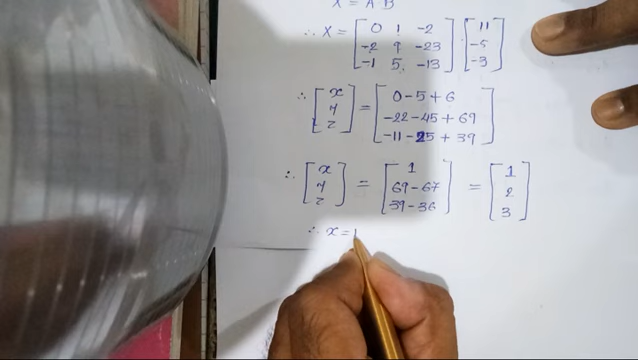 X = A B
∴ X = [ 0 1 -2 ] [ 11 ]
[ -2 9 -23 ] · [ -5 ]
[ -1 5 -13 ] [ -3 ]
∴ [ x ] = [ 0-5+6 ]
[ y ] [ -22-45+69 ]
[ z ] [ -11-25+39 ]
∴ [ x ] = [ 1 ] = [ 1 ]
[ y ] [ 69-67 ] [ 2 ]
[ z ] [ 39-36 ] [ 3 ]
∴ x = 1